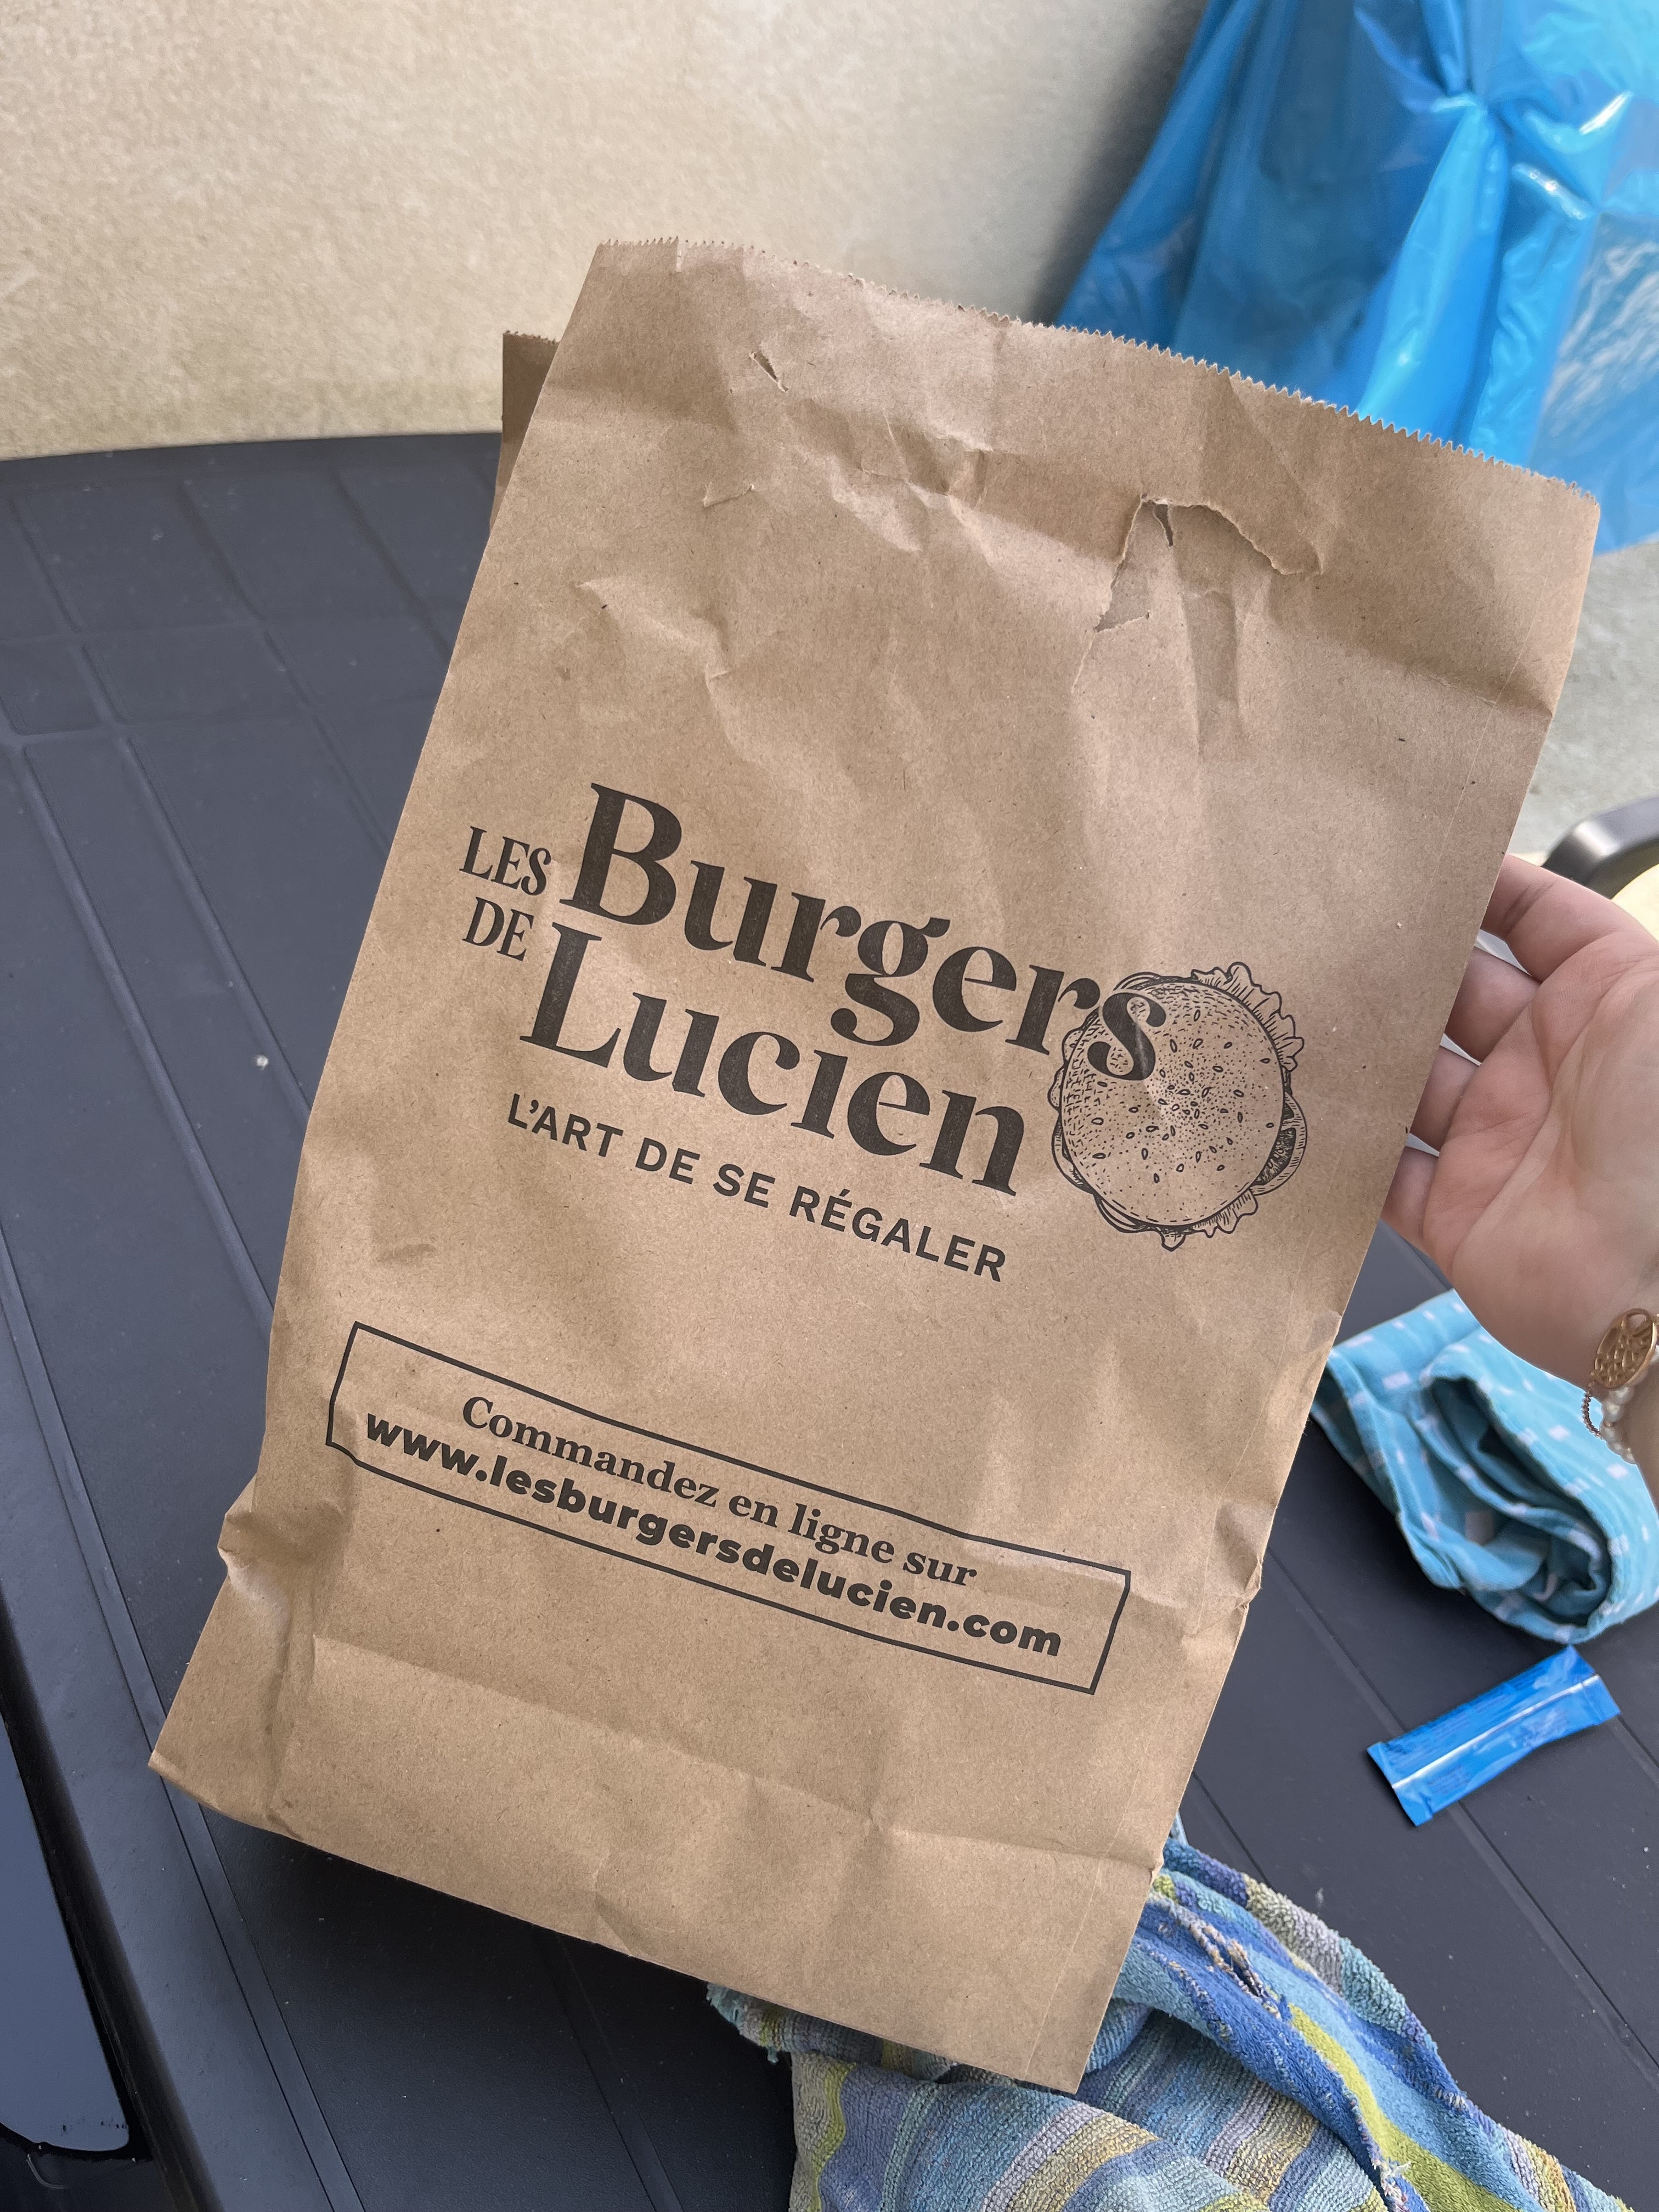 LES Burgers
DE Lucien
L'ART DE SE RÉGALER
Commandez en ligne sur
www.lesburgersdelucien.com